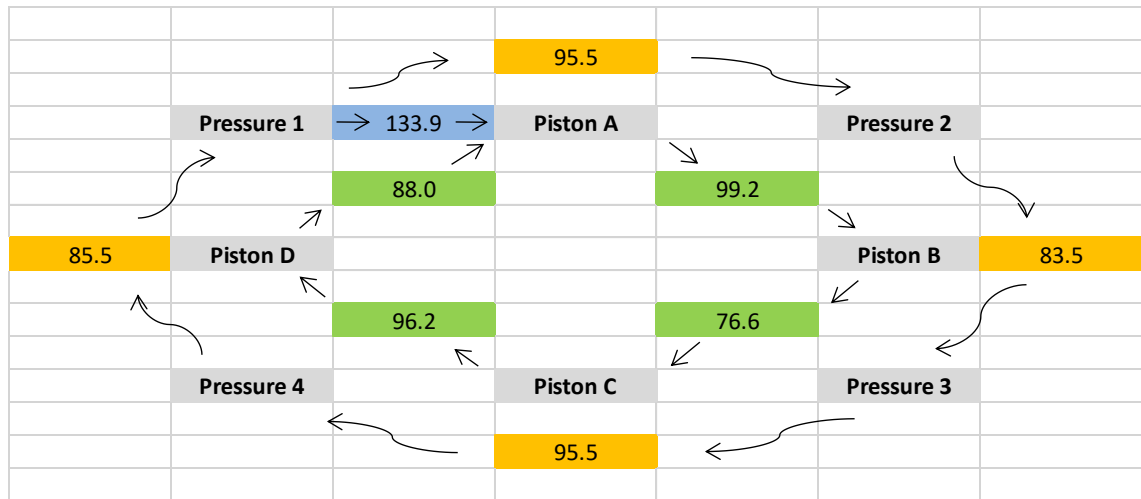 95.5
Pressure 1 133.9 Piston A Pressure 2
88.0 99.2
85.5 Piston D Piston B 83.5
96.2 76.6
Pressure 4 Piston C Pressure 3
95.5